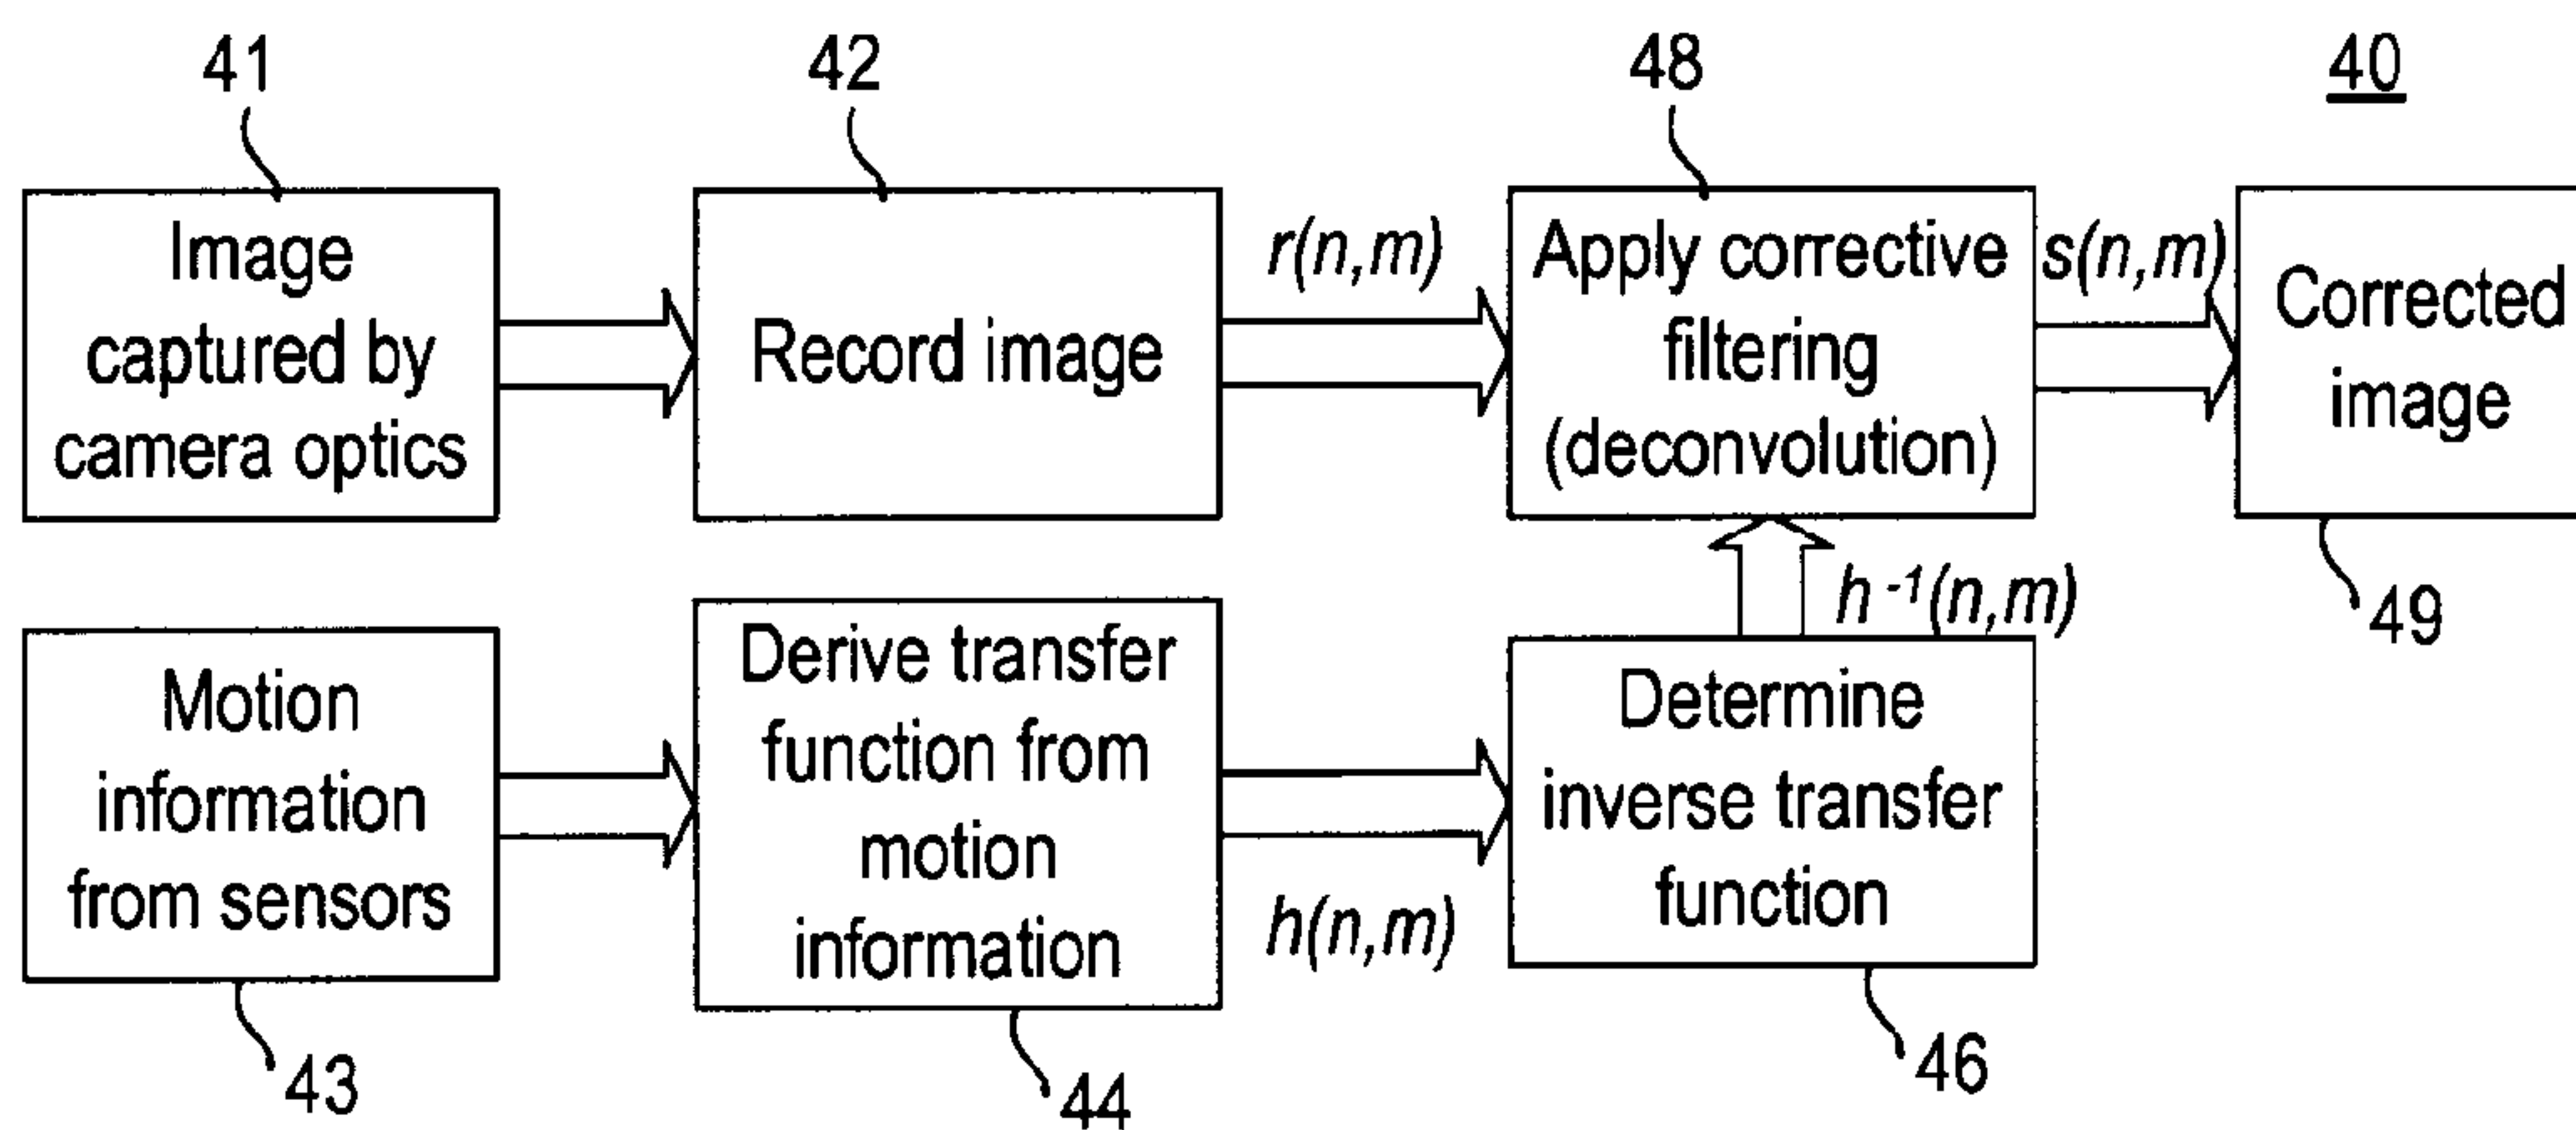 41
42
48
40
Image
captured by
camera optics
Record image
r(n,m)
Apply corrective
filtering
(deconvolution)
s(n,m)
Corrected
image
49
Motion
information
from sensors
43
Derive transfer
function from
motion
information
44
h(n,m)
Determine
inverse transfer
function
46
h⁻¹(n,m)